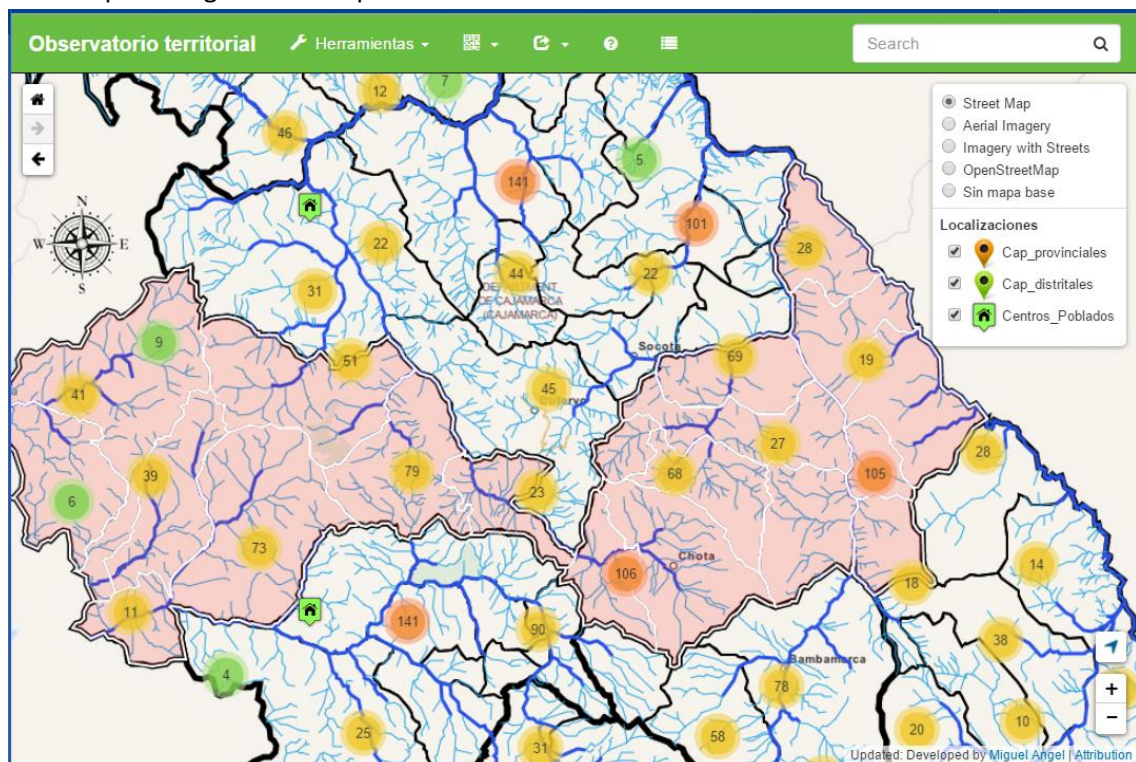 Observatorio territorial Herramientas Search
Street Map
Aerial Imagery
Imagery with Streets
OpenStreetMap
Sin mapa base
Localizaciones
Cap_provinciales
Cap_distritales
Centros_Poblados
N
W E
S
12
7
46
5
141
101
22
28
44
22
31
DEPARTMENT
OF CAJAMARCA
(CAJAMARCA)
Socota
9
51
69
19
41
45
Cutervo
27
28
39
79
68
105
6
23
73
Chota
106
14
18
11
141
90
38
4
Bambamarca
78
+
25
31
58
20
10
−
Updated: Developed by Miguel Angel | Attribution